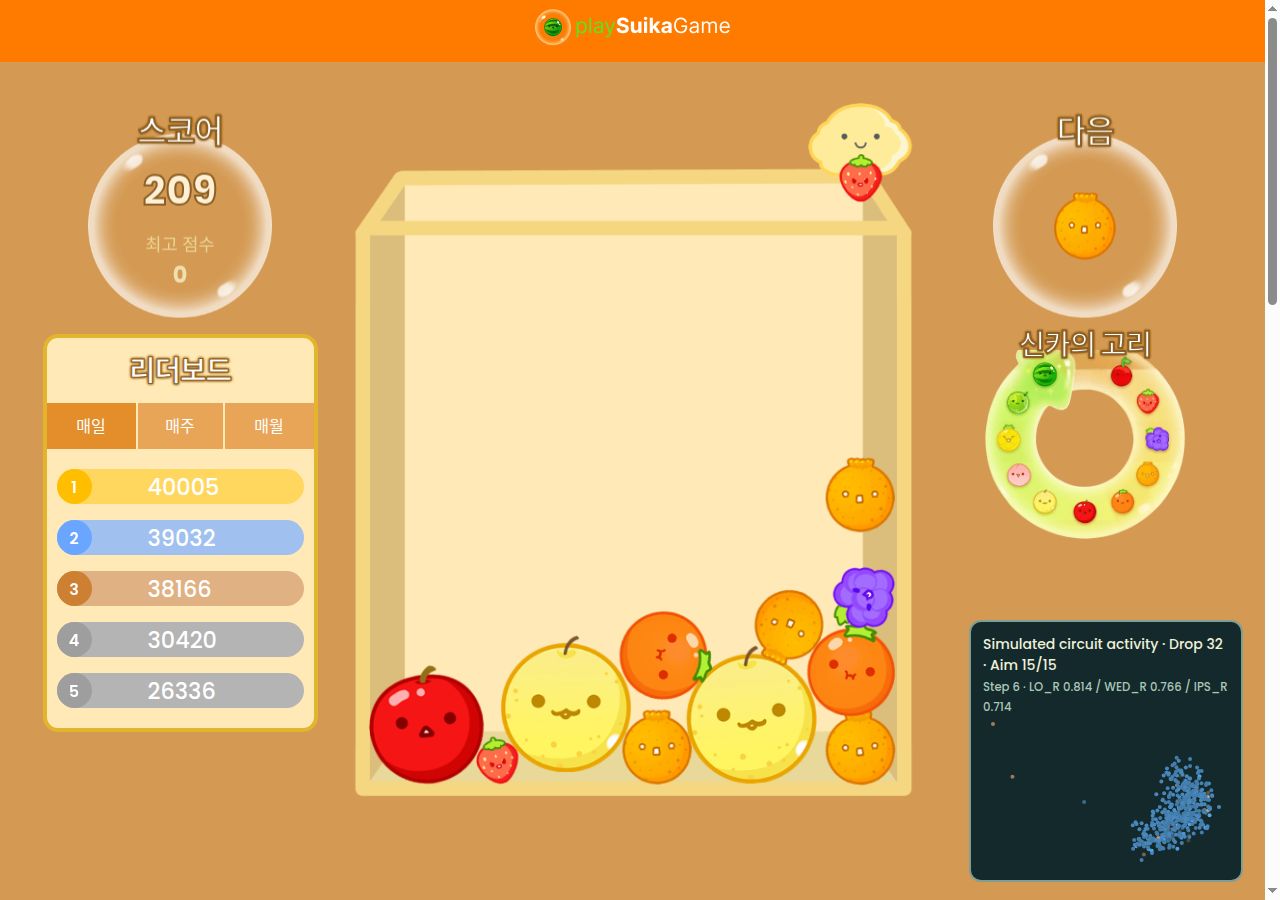 playSuikaGame
스코어
209
최고 점수
0
다음
리더보드
매일 매주 매월
1 40005
2 39032
3 38166
4 30420
5 26336
신카의 고리
Simulated circuit activity · Drop 32
· Aim 15/15
Step 6 · LO_R 0.814 / WED_R 0.766 / IPS_R
0.714